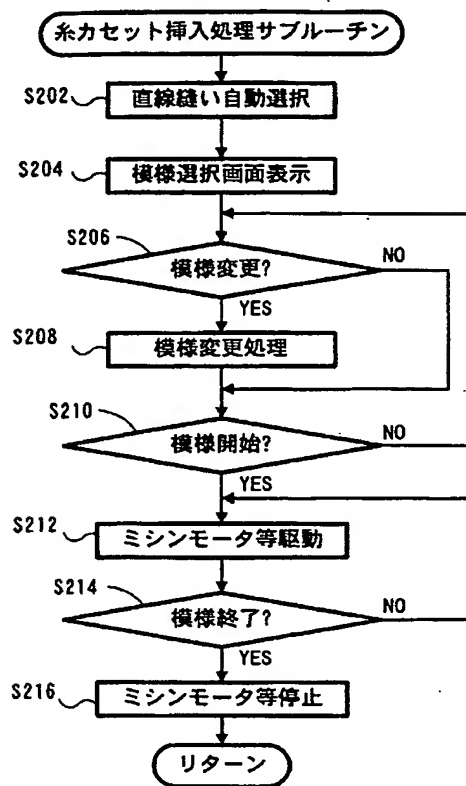 糸カセット挿入処理サブルーチン
S202
直線縫い自動選択
S204
模様選択画面表示
S206
模様変更?
NO
YES
S208
模様変更処理
S210
模様開始?
NO
YES
S212
ミシンモータ等駆動
S214
模様終了?
NO
YES
S216
ミシンモータ等停止
リターン